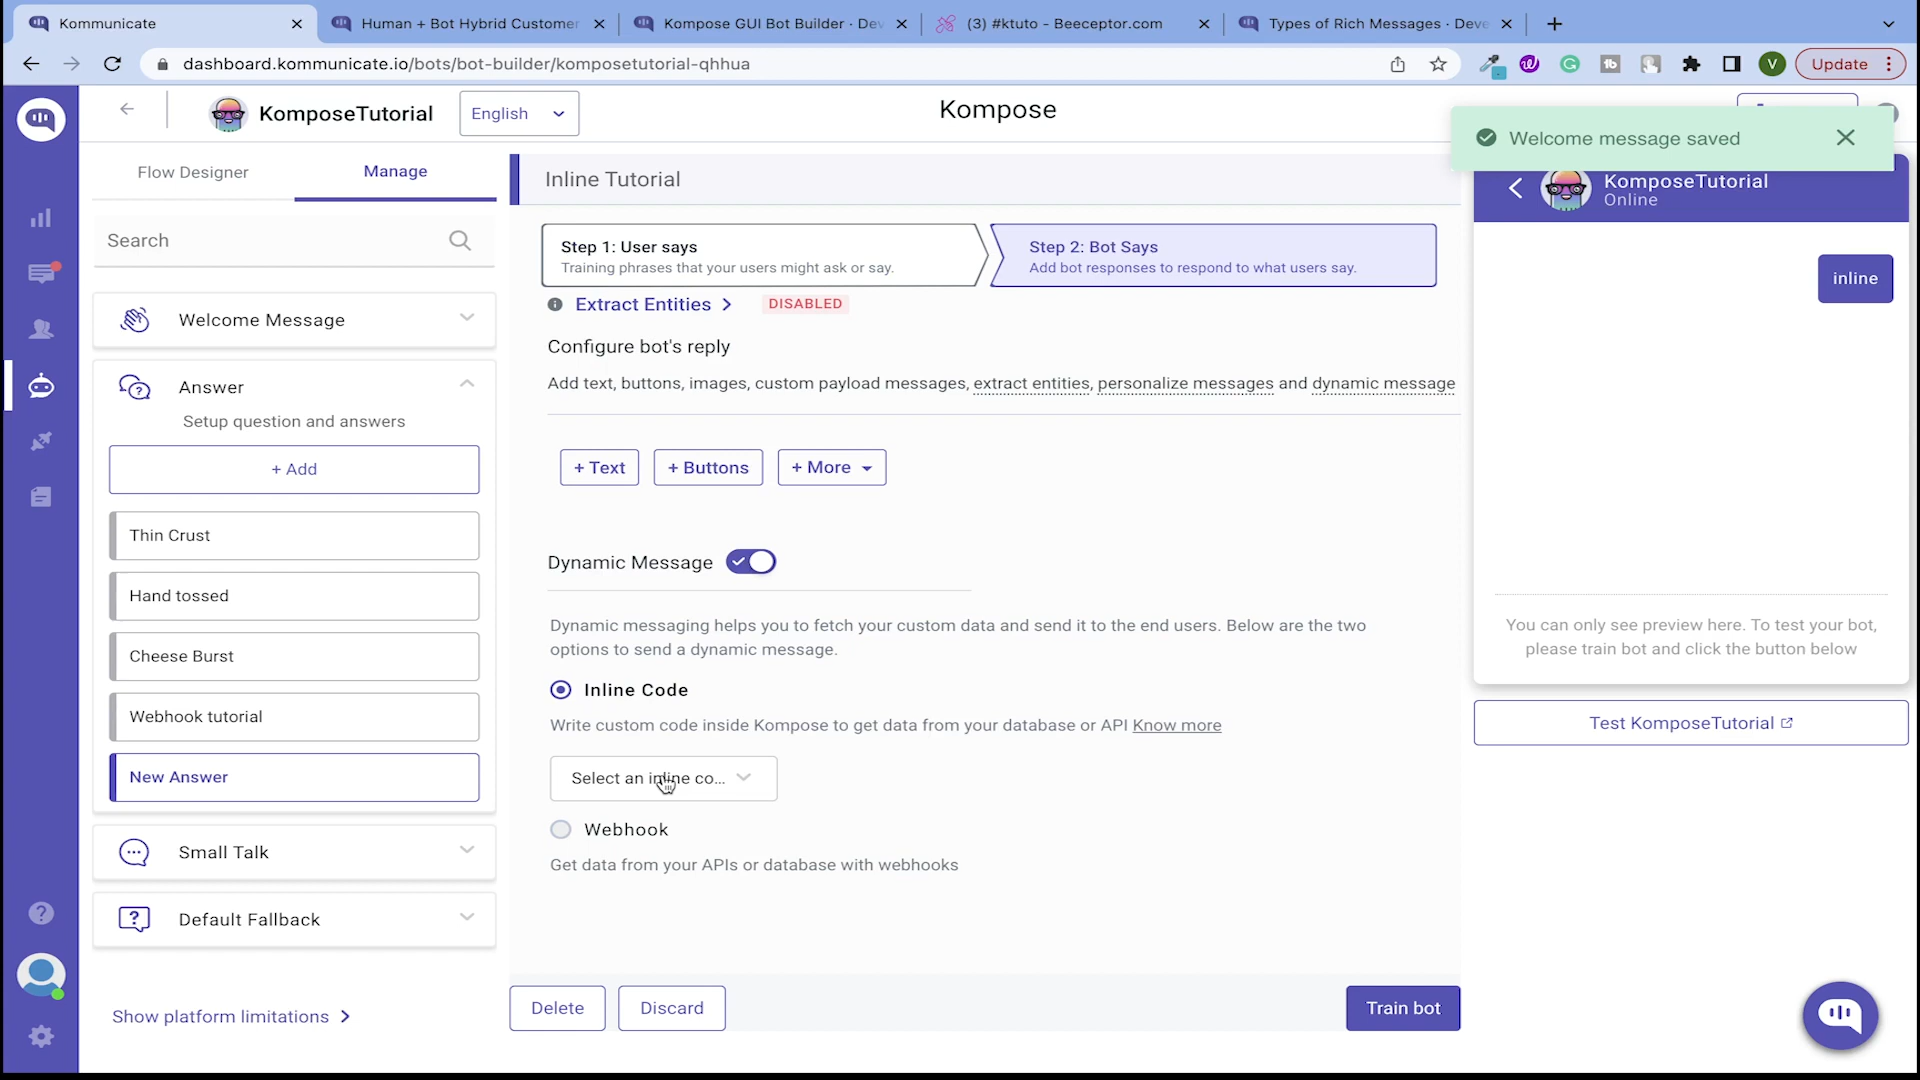 Kommunicate
Human + Bot Hybrid Customer
Kompose GUI Bot Builder · Dev
(3) #ktuto - Beeceptor.com
Types of Rich Messages · Deve
dashboard.kommunicate.io/bots/bot-builder/komposetutorial-qhhua
V
Update
KomposeTutorial
English
Kompose
Welcome message saved
Flow Designer
Manage
Search
Welcome Message
Answer
Setup question and answers
+ Add
Thin Crust
Hand tossed
Cheese Burst
Webhook tutorial
New Answer
Small Talk
Default Fallback
Show platform limitations
Inline Tutorial
Step 1: User says
Training phrases that your users might ask or say.
Step 2: Bot Says
Add bot responses to respond to what users say.
Extract Entities
DISABLED
Configure bot's reply
Add text, buttons, images, custom payload messages, extract entities, personalize messages and dynamic message
+ Text
+ Buttons
+ More
Dynamic Message
Dynamic messaging helps you to fetch your custom data and send it to the end users. Below are the two
options to send a dynamic message.
Inline Code
Write custom code inside Kompose to get data from your database or API Know more
Select an inline co...
Webhook
Get data from your APIs or database with webhooks
Delete
Discard
Train bot
KomposeTutorial
Online
inline
You can only see preview here. To test your bot,
please train bot and click the button below
Test KomposeTutorial